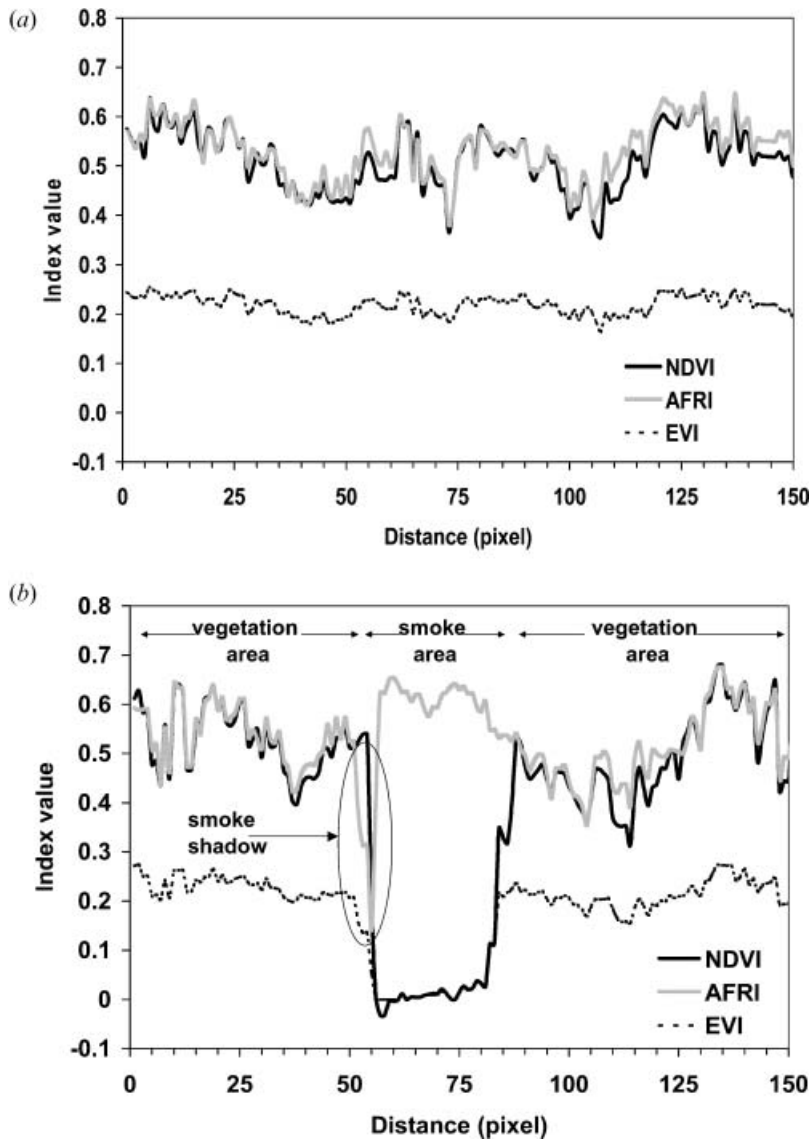 (a)
0.8
0.7
0.6
0.5
0.4
0.3
0.2
0.1
0.0
-0.1
Index value
0 25 50 75 100 125 150
Distance (pixel)
NDVI
AFRI
EVI
(b)
0.8
0.7
0.6
0.5
0.4
0.3
0.2
0.1
0
-0.1
Index value
vegetation
area
smoke
area
vegetation
area
smoke
shadow
NDVI
AFRI
EVI
0 25 50 75 100 125 150
Distance (pixel)